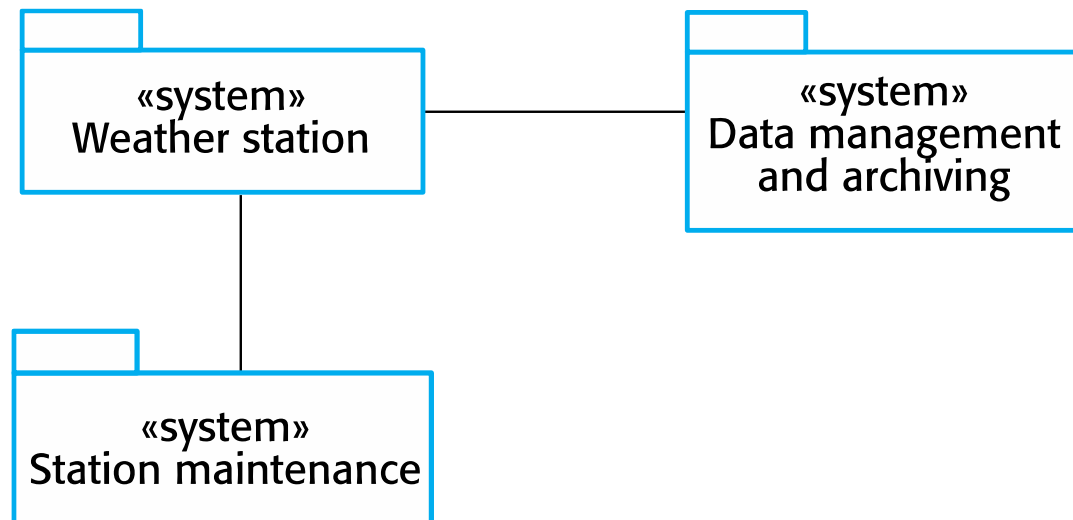 «system»
Weather station
«system»
Data management
and archiving
«system»
Station maintenance